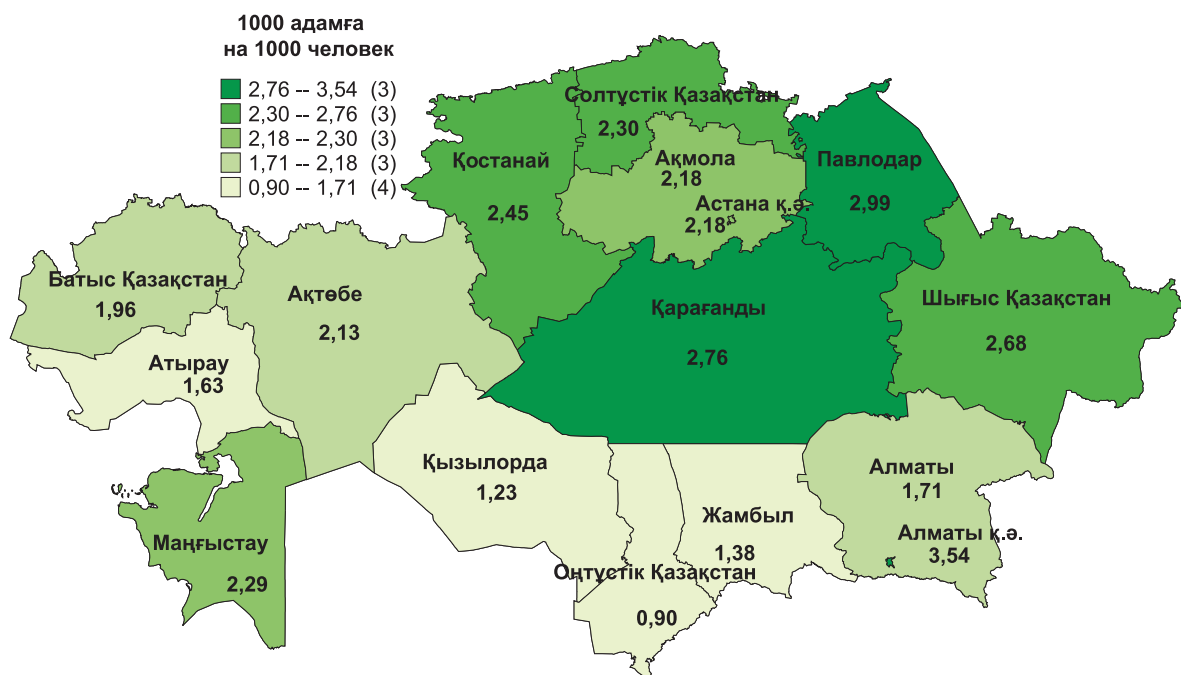 1000 адамға
на 1000 человек
2,76 -- 3,54 (3)
2,30 -- 2,76 (3)
2,18 -- 2,30 (3)
1,71 -- 2,18 (3)
0,90 -- 1,71 (4)
Солтүстік Қазақстан
2,30
Қостанай
2,45
Ақмола
2,18
Астана қ.ә.
2,18
Павлодар
2,99
Батыс Қазақстан
1,96
Ақтөбе
2,13
Қарағанды
2,76
Шығыс Қазақстан
2,68
Атырау
1,63
Қызылорда
1,23
Алматы
1,71
Жамбыл
1,38
Алматы қ.ә.
3,54
Маңғыстау
2,29
Оңтүстік Қазақстан
0,90